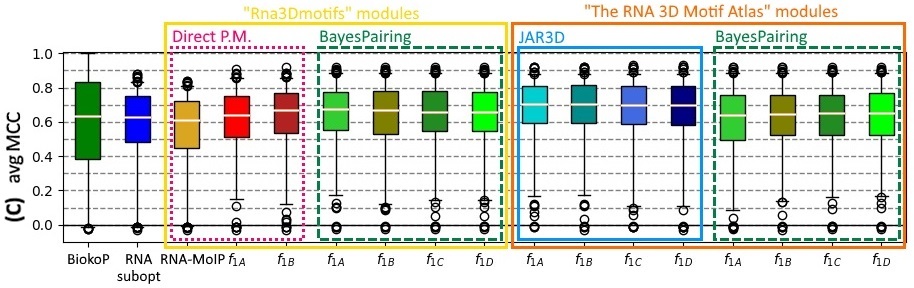 "Rna3Dmotifs" modules
"The RNA 3D Motif Atlas" modules
Direct P.M.
BayesPairing
JAR3D
BayesPairing
(C) avg MCC
1.0
0.8
0.6
0.4
0.2
0.0
BiokoP
RNA subopt
RNA-MoIP
f1A
f1B
f1A
f1B
f1C
f1D
f1A
f1B
f1C
f1D
f1A
f1B
f1C
f1D